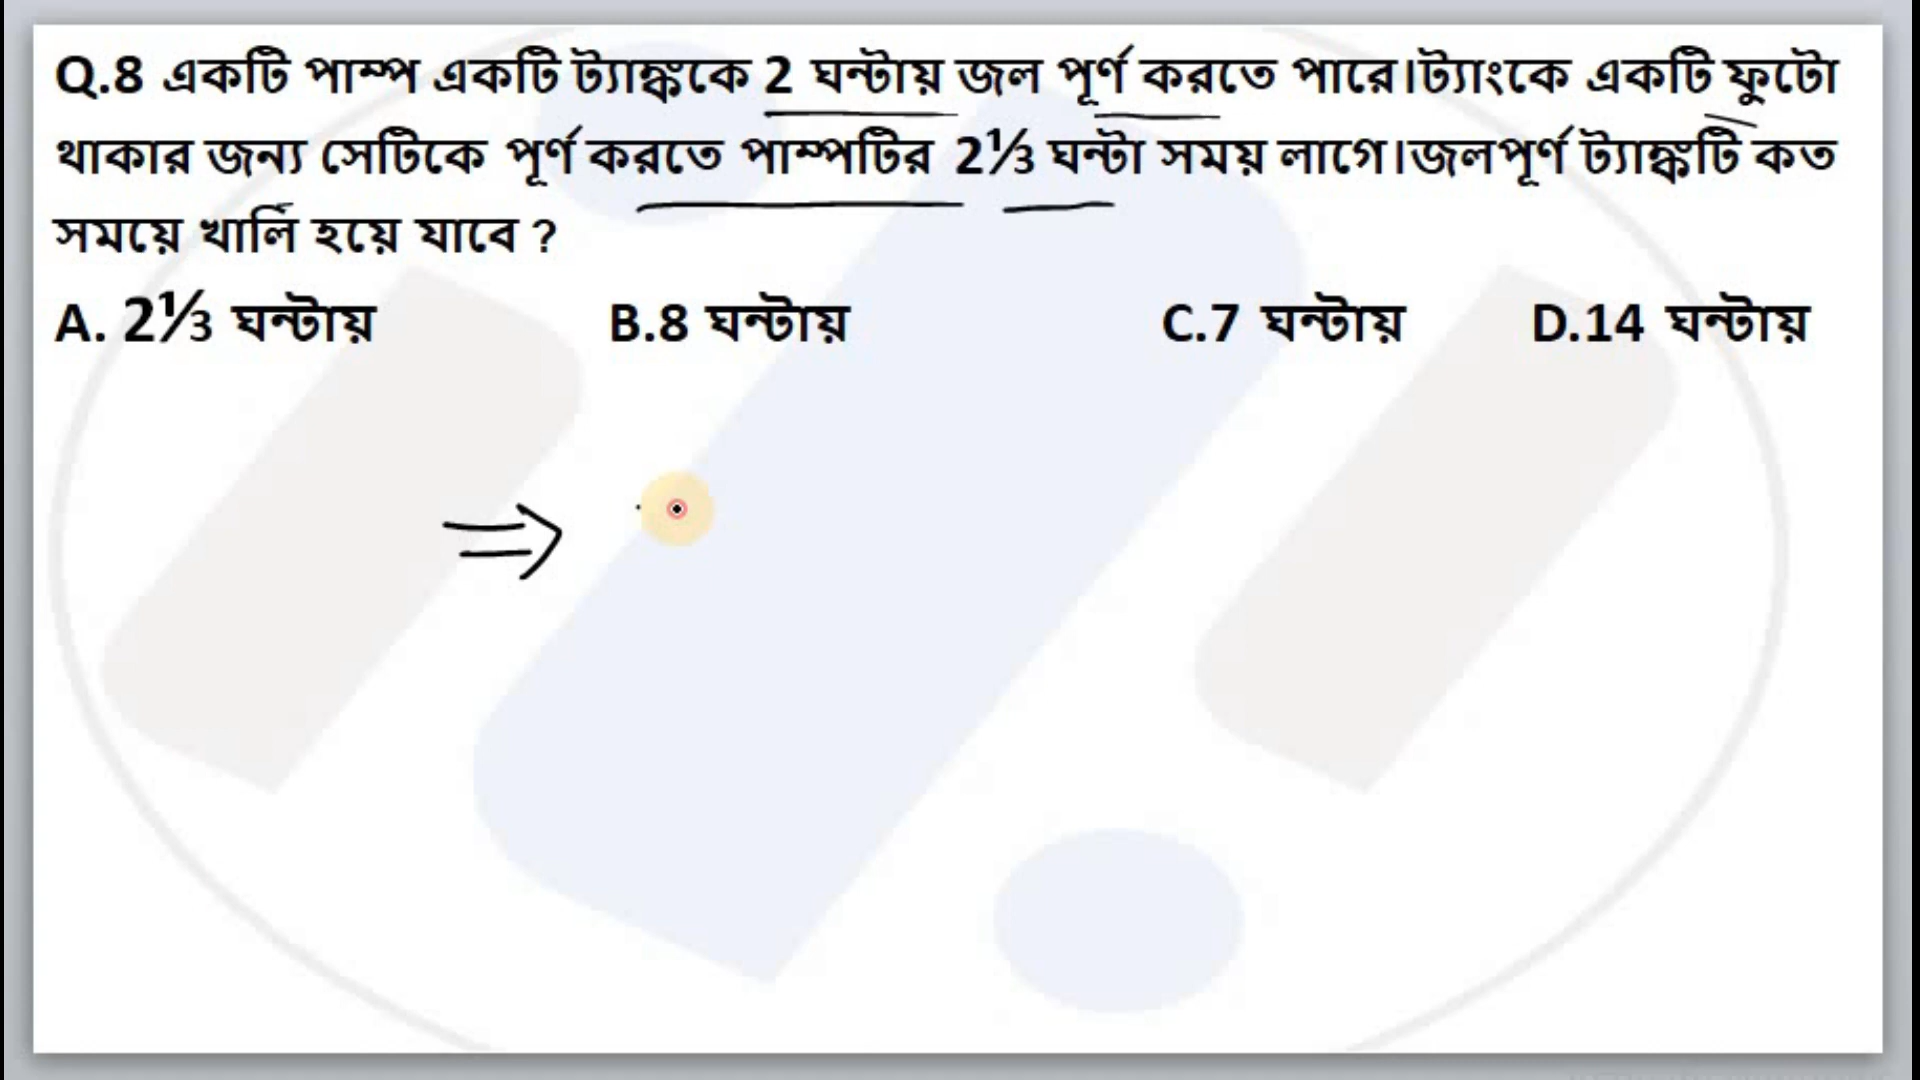 Q.8 একটি পাম্প একটি ট্যাঙ্ককে 2 ঘন্টায় জল পূর্ণ করতে পারে।ট্যাংকে একটি ফুটো
থাকার জন্য সেটিকে পূর্ণ করতে পাম্পটির 2⅓ ঘন্টা সময় লাগে।জলপূর্ণ ট্যাঙ্কটি কত
সময়ে খালি হয়ে যাবে ?
A. 2⅓ ঘন্টায় B.8 ঘন্টায় C.7 ঘন্টায় D.14 ঘন্টায়
⇒